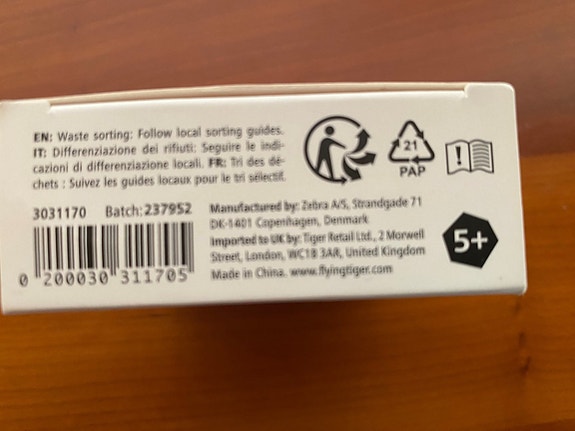 EN: Waste sorting: Follow local sorting guides.
IT: Differenziazione dei rifiuti: Seguire le indi-
cazioni di differenziazione locali. FR: Tri des dé-
chets : Suivez les guides locaux pour le tri sélectif.
21
PAP
!
3031170 Batch: 237952
0 200030 311705
Manufactured by: Zebra A/S, Strandgade 71
DK-1401 Copenhagen, Denmark
Imported to UK by: Tiger Retail Ltd., 2 Morwell
Street, London, WC1B 3AR, United Kingdom
Made in China. www.flyingtiger.com
5+